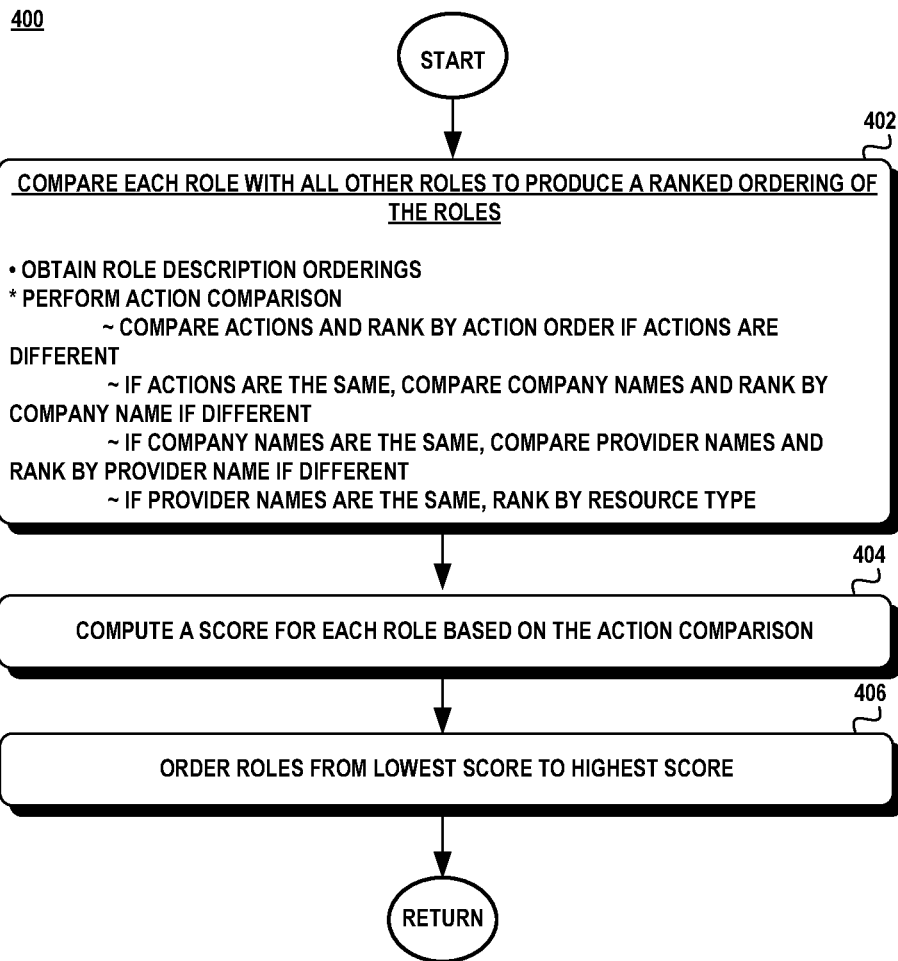 400
START
402
COMPARE EACH ROLE WITH ALL OTHER ROLES TO PRODUCE A RANKED ORDERING OF
THE ROLES
• OBTAIN ROLE DESCRIPTION ORDERINGS
* PERFORM ACTION COMPARISON
~ COMPARE ACTIONS AND RANK BY ACTION ORDER IF ACTIONS ARE
DIFFERENT
~ IF ACTIONS ARE THE SAME, COMPARE COMPANY NAMES AND RANK BY
COMPANY NAME IF DIFFERENT
~ IF COMPANY NAMES ARE THE SAME, COMPARE PROVIDER NAMES AND
RANK BY PROVIDER NAME IF DIFFERENT
~ IF PROVIDER NAMES ARE THE SAME, RANK BY RESOURCE TYPE
404
COMPUTE A SCORE FOR EACH ROLE BASED ON THE ACTION COMPARISON
406
ORDER ROLES FROM LOWEST SCORE TO HIGHEST SCORE
RETURN